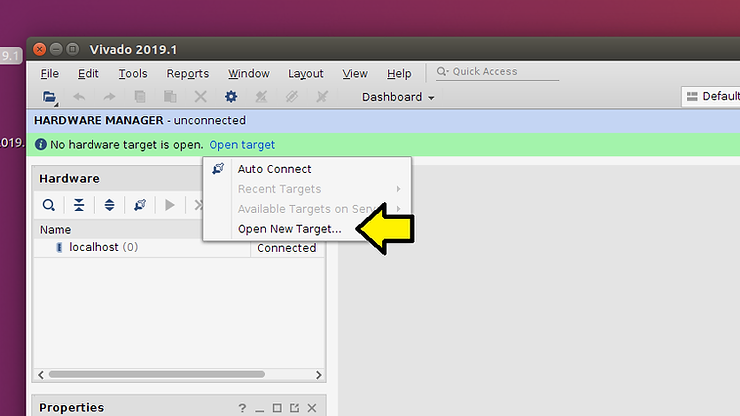 9.1
Vivado 2019.1
File Edit Tools Reports Window Layout View Help Quick Access
Dashboard Default
HARDWARE MANAGER - unconnected
2019.
No hardware target is open. Open target
Auto Connect
Hardware
Recent Targets
Available Targets on
Name
Open New Target...
localhost (0) Connected
Properties